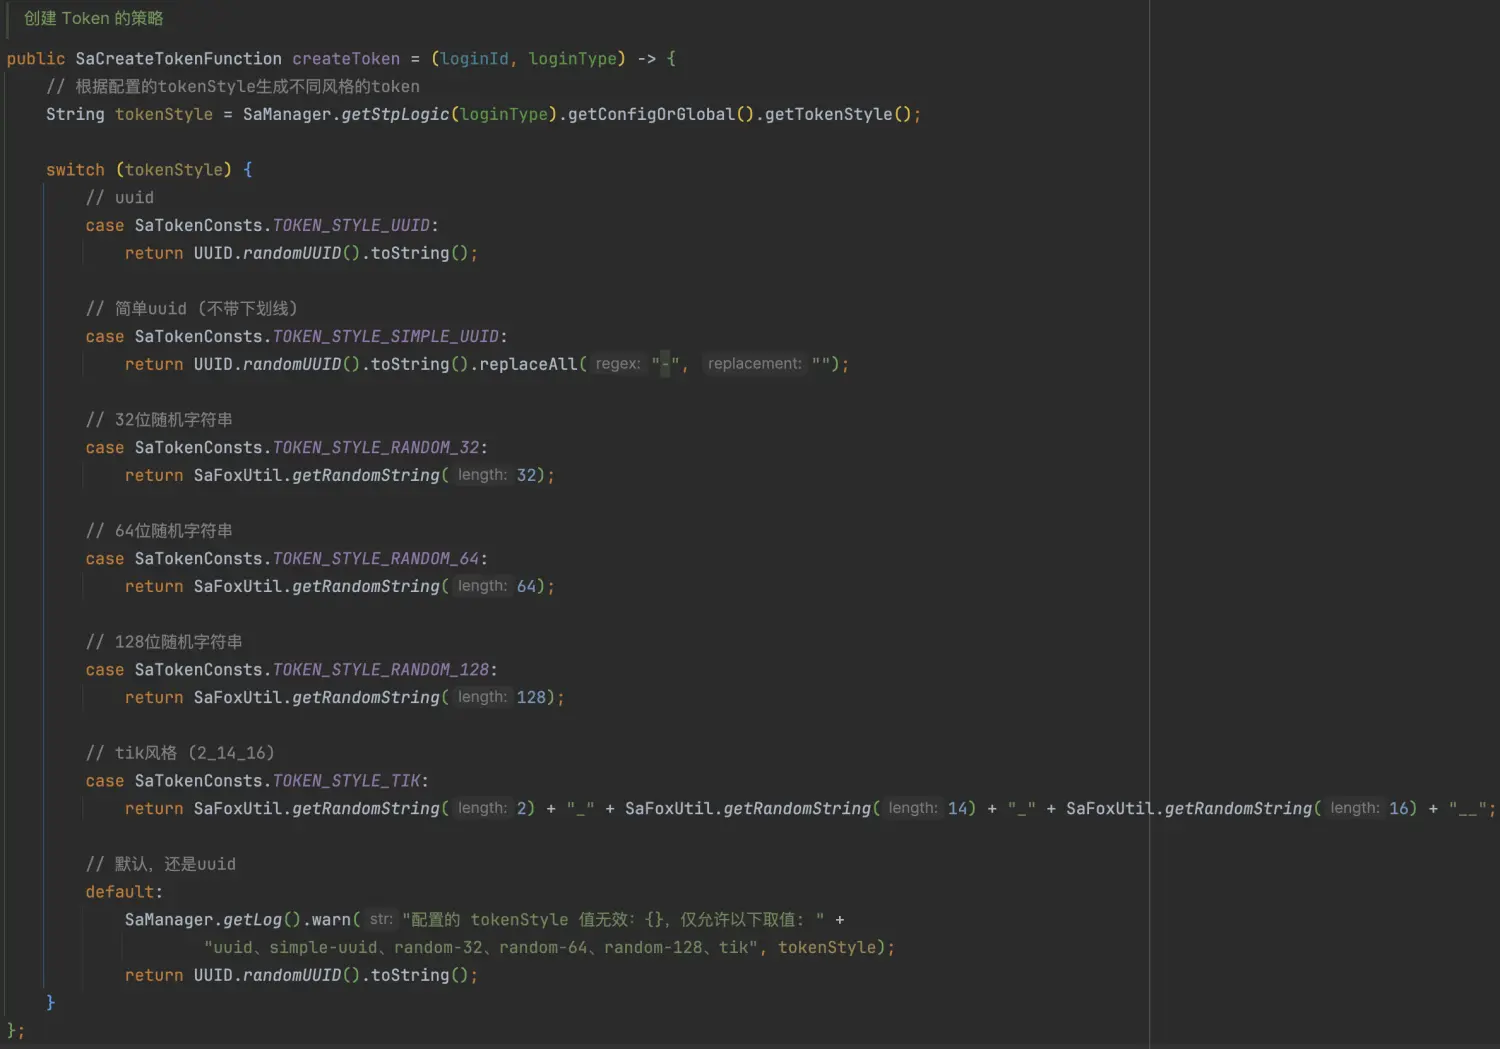 创建 Token 的策略
public SaCreateTokenFunction createToken = (loginId, loginType) -> {
// 根据配置的tokenStyle生成不同风格的token
String tokenStyle = SaManager.getStpLogic(loginType).getConfigOrGlobal().getTokenStyle();
switch (tokenStyle) {
// uuid
case SaTokenConsts.TOKEN_STYLE_UUID:
return UUID.randomUUID().toString();
// 简单uuid (不带下划线)
case SaTokenConsts.TOKEN_STYLE_SIMPLE_UUID:
return UUID.randomUUID().toString().replaceAll( regex: "-", replacement: "");
// 32位随机字符串
case SaTokenConsts.TOKEN_STYLE_RANDOM_32:
return SaFoxUtil.getRandomString( length: 32);
// 64位随机字符串
case SaTokenConsts.TOKEN_STYLE_RANDOM_64:
return SaFoxUtil.getRandomString( length: 64);
// 128位随机字符串
case SaTokenConsts.TOKEN_STYLE_RANDOM_128:
return SaFoxUtil.getRandomString( length: 128);
// tik风格 (2_14_16)
case SaTokenConsts.TOKEN_STYLE_TIK:
return SaFoxUtil.getRandomString( length: 2) + "_" + SaFoxUtil.getRandomString( length: 14) + "_" + SaFoxUtil.getRandomString( length: 16) + "__";
// 默认，还是uuid
default:
SaManager.getLog().warn( str: "配置的 tokenStyle 值无效：{}，仅允许以下取值: " +
"uuid、simple-uuid、random-32、random-64、random-128、tik", tokenStyle);
return UUID.randomUUID().toString();
}
};